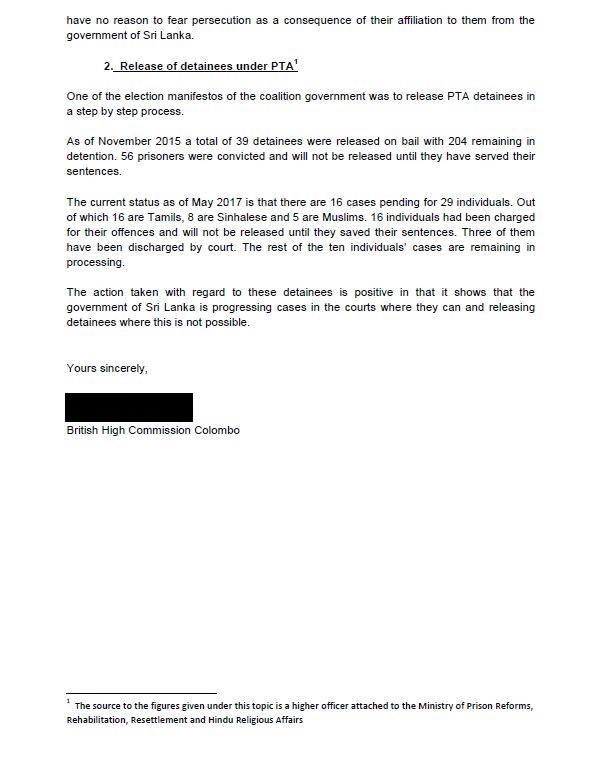 have no reason to fear persecution as a consequence of their affiliation to them from the
government of Sri Lanka.
2. Release of detainees under PTA1
One of the election manifestos of the coalition government was to release PTA detainees in
a step by step process.
As of November 2015 a total of 39 detainees were released on bail with 204 remaining in
detention. 56 prisoners were convicted and will not be released until they have served their
sentences.
The current status as of May 2017 is that there are 16 cases pending for 29 individuals. Out
of which 16 are Tamils, 8 are Sinhalese and 5 are Muslims. 16 individuals had been charged
for their offences and will not be released until they saved their sentences. Three of them
have been discharged by court. The rest of the ten individuals' cases are remaining in
processing.
The action taken with regard to these detainees is positive in that it shows that the
government of Sri Lanka is progressing cases in the courts where they can and releasing
detainees where this is not possible.
Yours sincerely,
British High Commission Colombo
1 The source to the figures given under this topic is a higher officer attached to the Ministry of Prison Reforms,
Rehabilitation, Resettlement and Hindu Religious Affairs